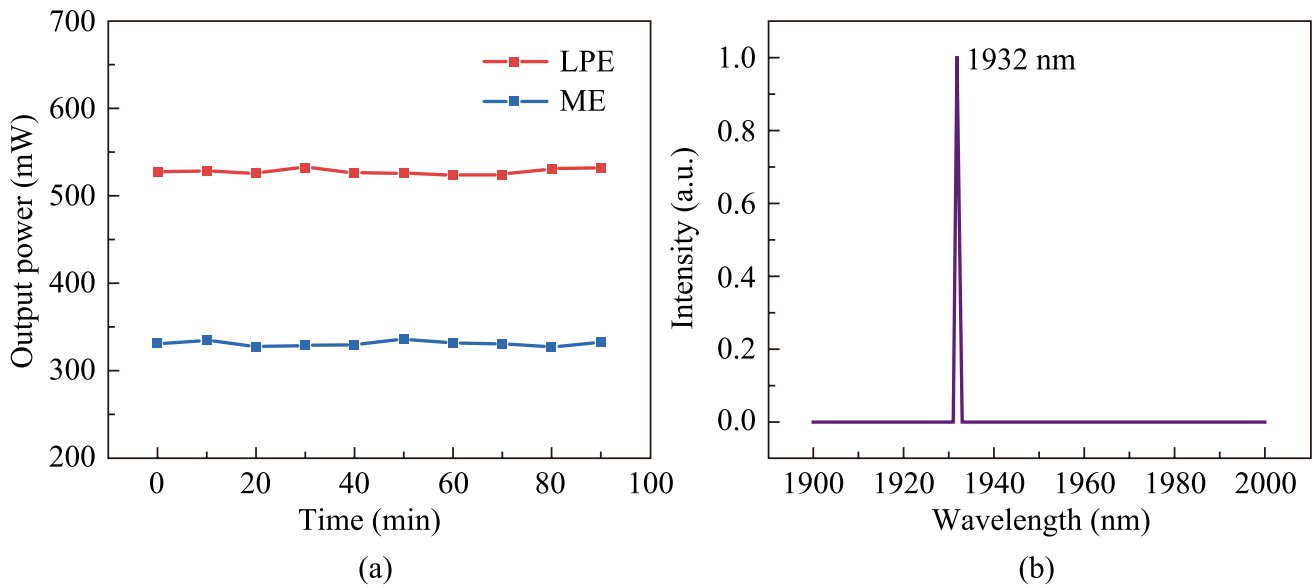 700
600
500
400
300
200
Output power (mW)
LPE
ME
0 20 40 60 80 100
Time (min)
(a)
1.0
0.8
0.6
0.4
0.2
0.0
Intensity (a.u.)
1932 nm
1900 1920 1940 1960 1980 2000
Wavelength (nm)
(b)